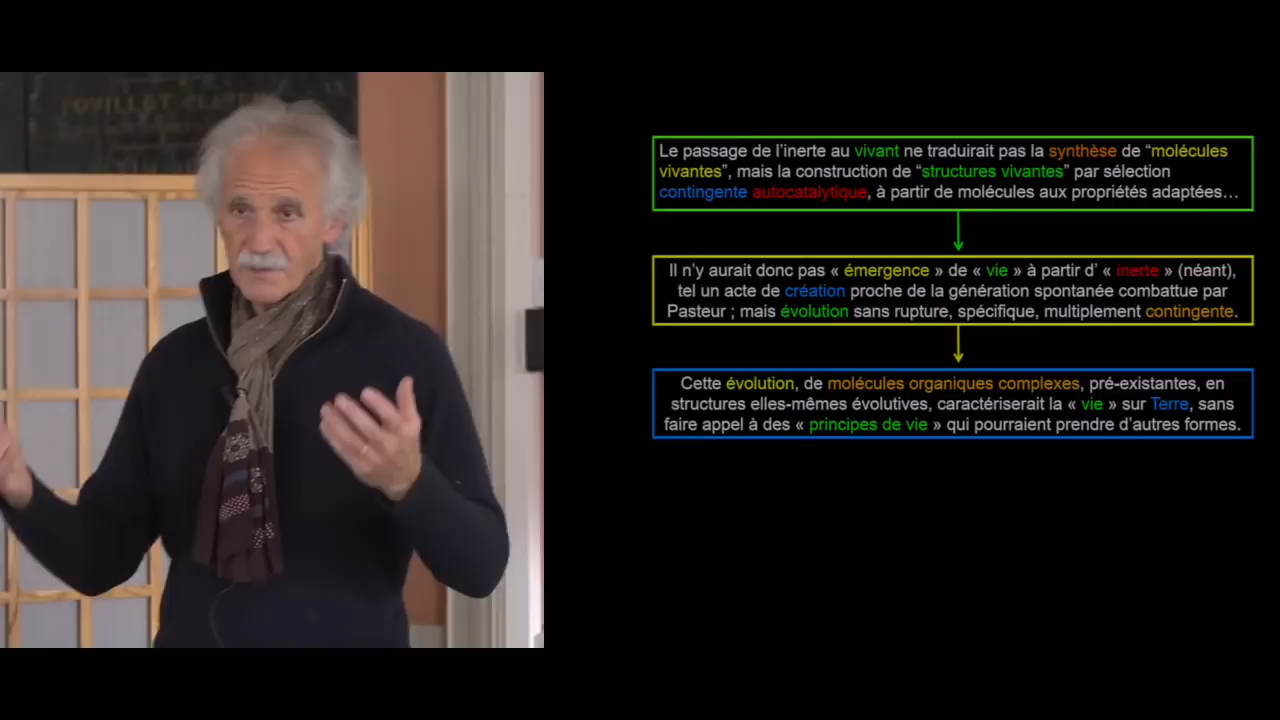 POUILLET
Le passage de l'inerte au vivant ne traduirait pas la synthèse de “molécules
vivantes”, mais la construction de “structures vivantes” par sélection
contingente autocatalytique, à partir de molécules aux propriétés adaptées…
Il n'y aurait donc pas « émergence » de « vie » à partir d' « inerte » (néant),
tel un acte de création proche de la génération spontanée combattue par
Pasteur ; mais évolution sans rupture, spécifique, multiplement contingente.
Cette évolution, de molécules organiques complexes, pré-existantes, en
structures elles-mêmes évolutives, caractériserait la « vie » sur Terre, sans
faire appel à des « principes de vie » qui pourraient prendre d'autres formes.